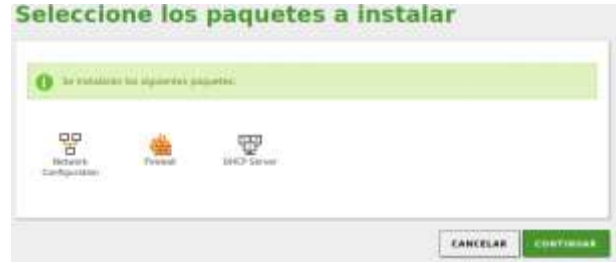 Seleccione los paquetes a instalar
Se instalarán los siguientes paquetes:
Network
Configuration
Firewall
DHCP Server
CANCELAR
CONTINUAR